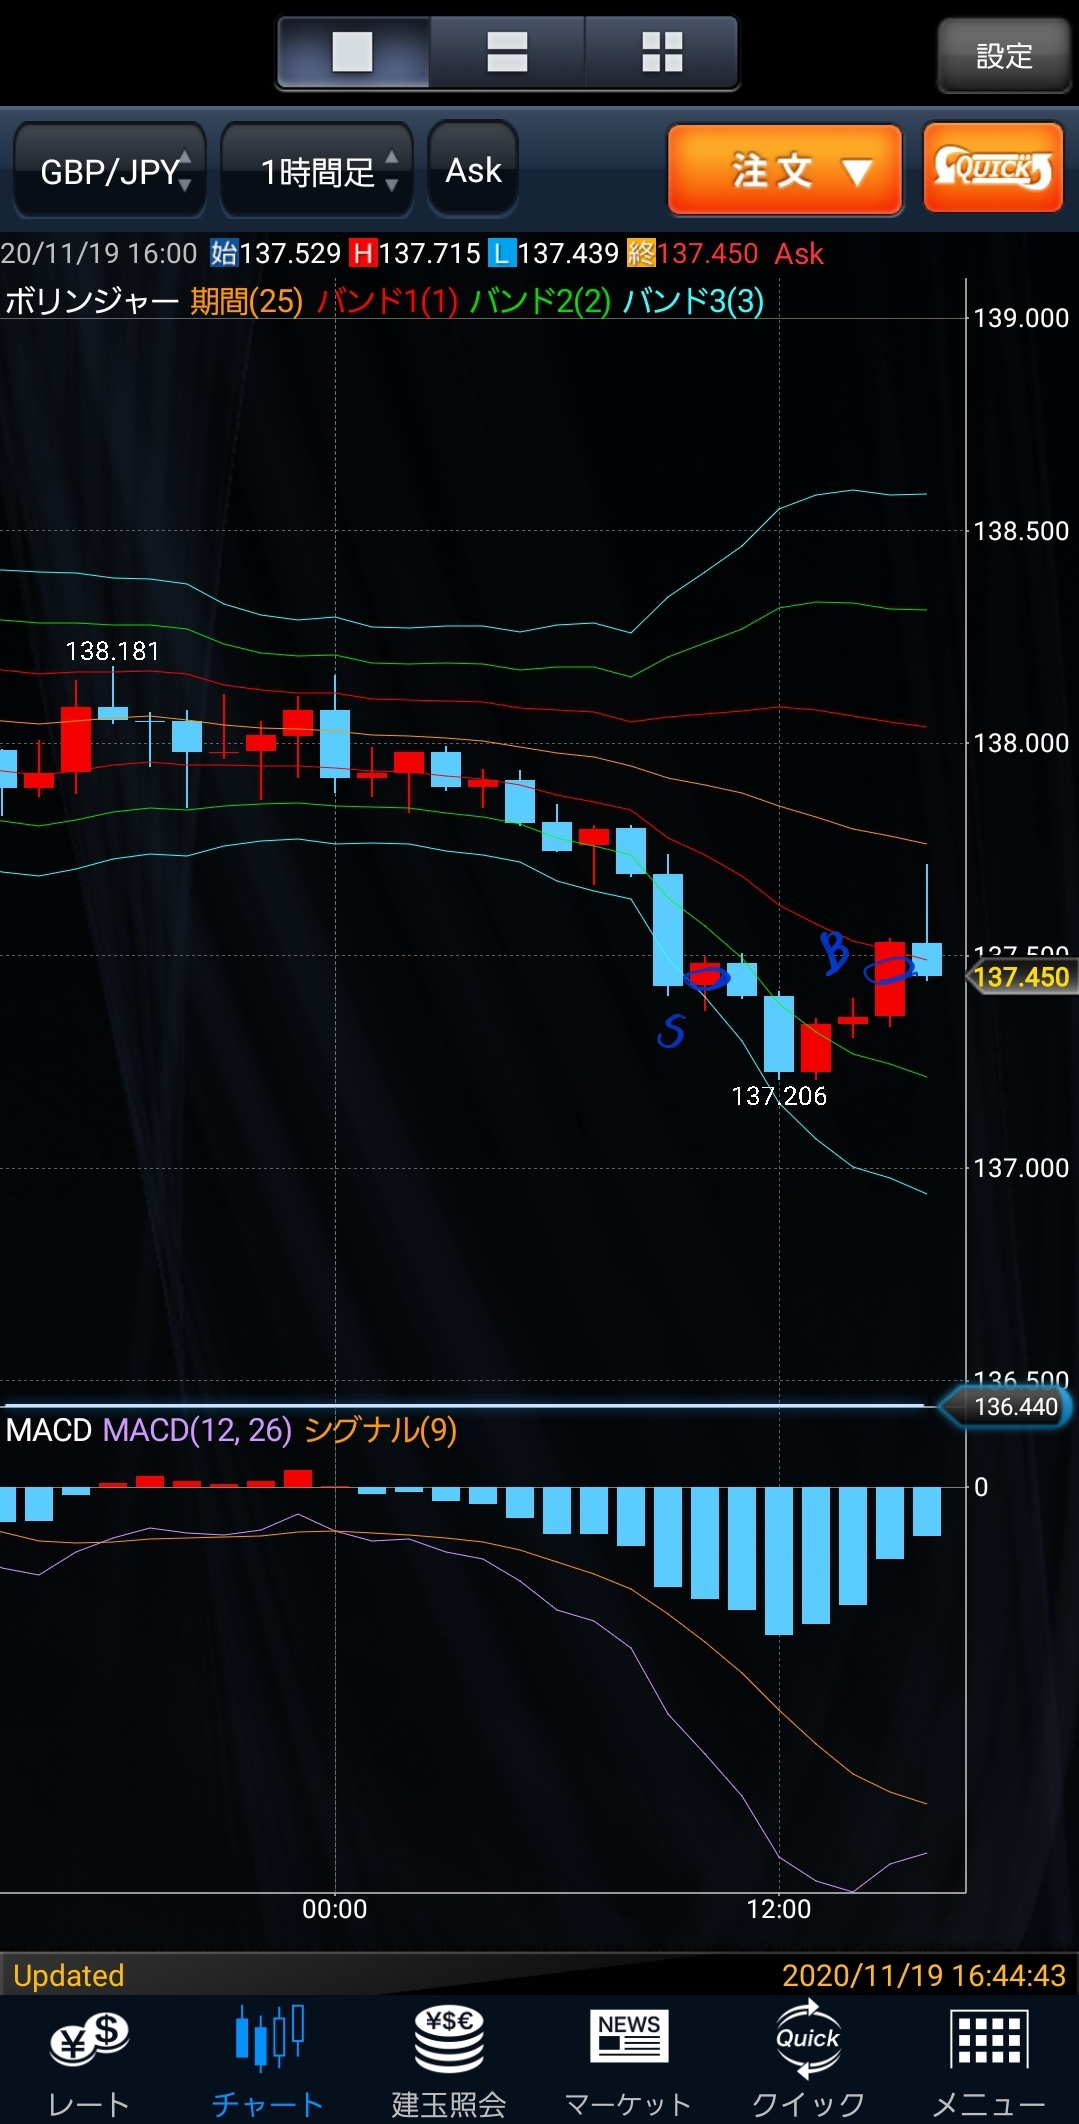 設定
GBP/JPY 1時間足 Ask 注文 ▼ QUICK
20/11/19 16:00 始137.529 H137.715 L137.439 終137.450 Ask
ボリンジャー 期間(25) バンド1(1) バンド2(2) バンド3(3)
139.000
138.500
138.181
138.000
B
137.500
137.450
S
137.206
137.000
136.500
136.440
MACD MACD(12, 26) シグナル(9)
0
00:00 12:00
Updated 2020/11/19 16:44:43
¥ $ ¥$€ NEWS Quick
レート チャート 建玉照会 マーケット クイック メニュー